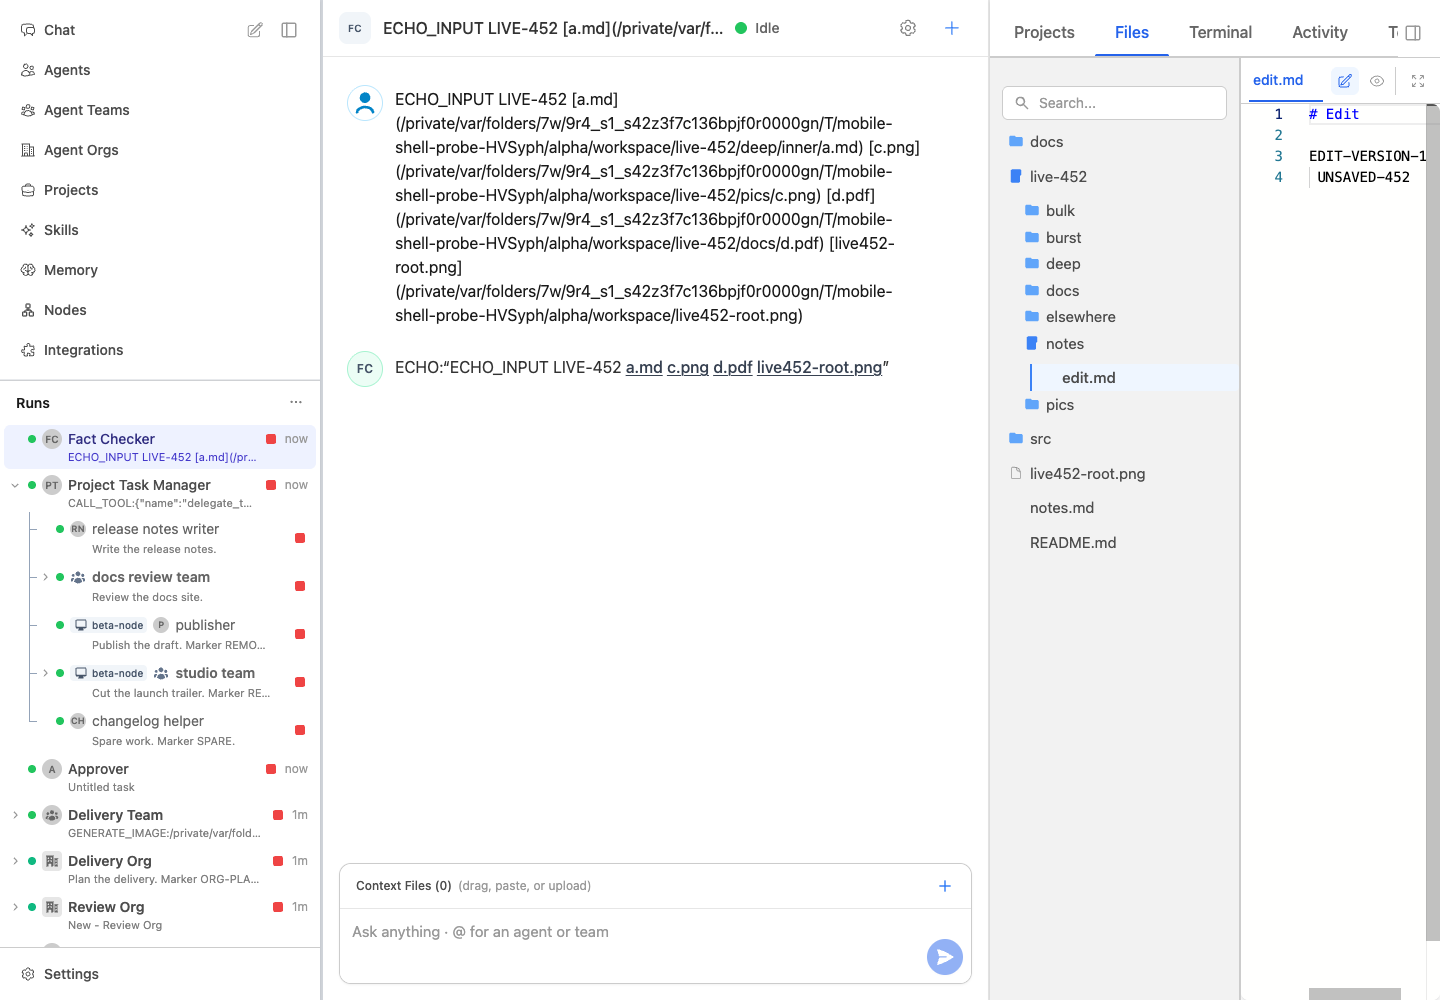 Chat
Agents
Agent Teams
Agent Orgs
Projects
Skills
Memory
Nodes
Integrations
Runs
FC Fact Checker now
ECHO_INPUT LIVE-452 [a.md](/pr...
PT Project Task Manager now
CALL_TOOL:{"name":"delegate_t...
RN release notes writer
Write the release notes.
docs review team
Review the docs site.
beta-node P publisher
Publish the draft. Marker REMO...
beta-node studio team
Cut the launch trailer. Marker RE...
CH changelog helper
Spare work. Marker SPARE.
A Approver now
Untitled task
Delivery Team 1m
GENERATE_IMAGE:/private/var/fold...
Delivery Org 1m
Plan the delivery. Marker ORG-PLA...
Review Org 1m
New - Review Org
Settings
FC ECHO_INPUT LIVE-452 [a.md](/private/var/f... Idle
ECHO_INPUT LIVE-452 [a.md]
(/private/var/folders/7w/9r4_s1_s42z3f7c136bpjf0r0000gn/T/mobile-
shell-probe-HVSyph/alpha/workspace/live-452/deep/inner/a.md) [c.png]
(/private/var/folders/7w/9r4_s1_s42z3f7c136bpjf0r0000gn/T/mobile-
shell-probe-HVSyph/alpha/workspace/live-452/pics/c.png) [d.pdf]
(/private/var/folders/7w/9r4_s1_s42z3f7c136bpjf0r0000gn/T/mobile-
shell-probe-HVSyph/alpha/workspace/live-452/docs/d.pdf) [live452-
root.png]
(/private/var/folders/7w/9r4_s1_s42z3f7c136bpjf0r0000gn/T/mobile-
shell-probe-HVSyph/alpha/workspace/live452-root.png)
FC ECHO:“ECHO_INPUT LIVE-452 a.md c.png d.pdf live452-root.png”
Context Files (0) (drag, paste, or upload)
Ask anything · @ for an agent or team
Projects Files Terminal Activity
Search...
docs
live-452
bulk
burst
deep
docs
elsewhere
notes
edit.md
pics
src
live452-root.png
notes.md
README.md
edit.md
1 # Edit
2
3 EDIT-VERSION-1
4 UNSAVED-452